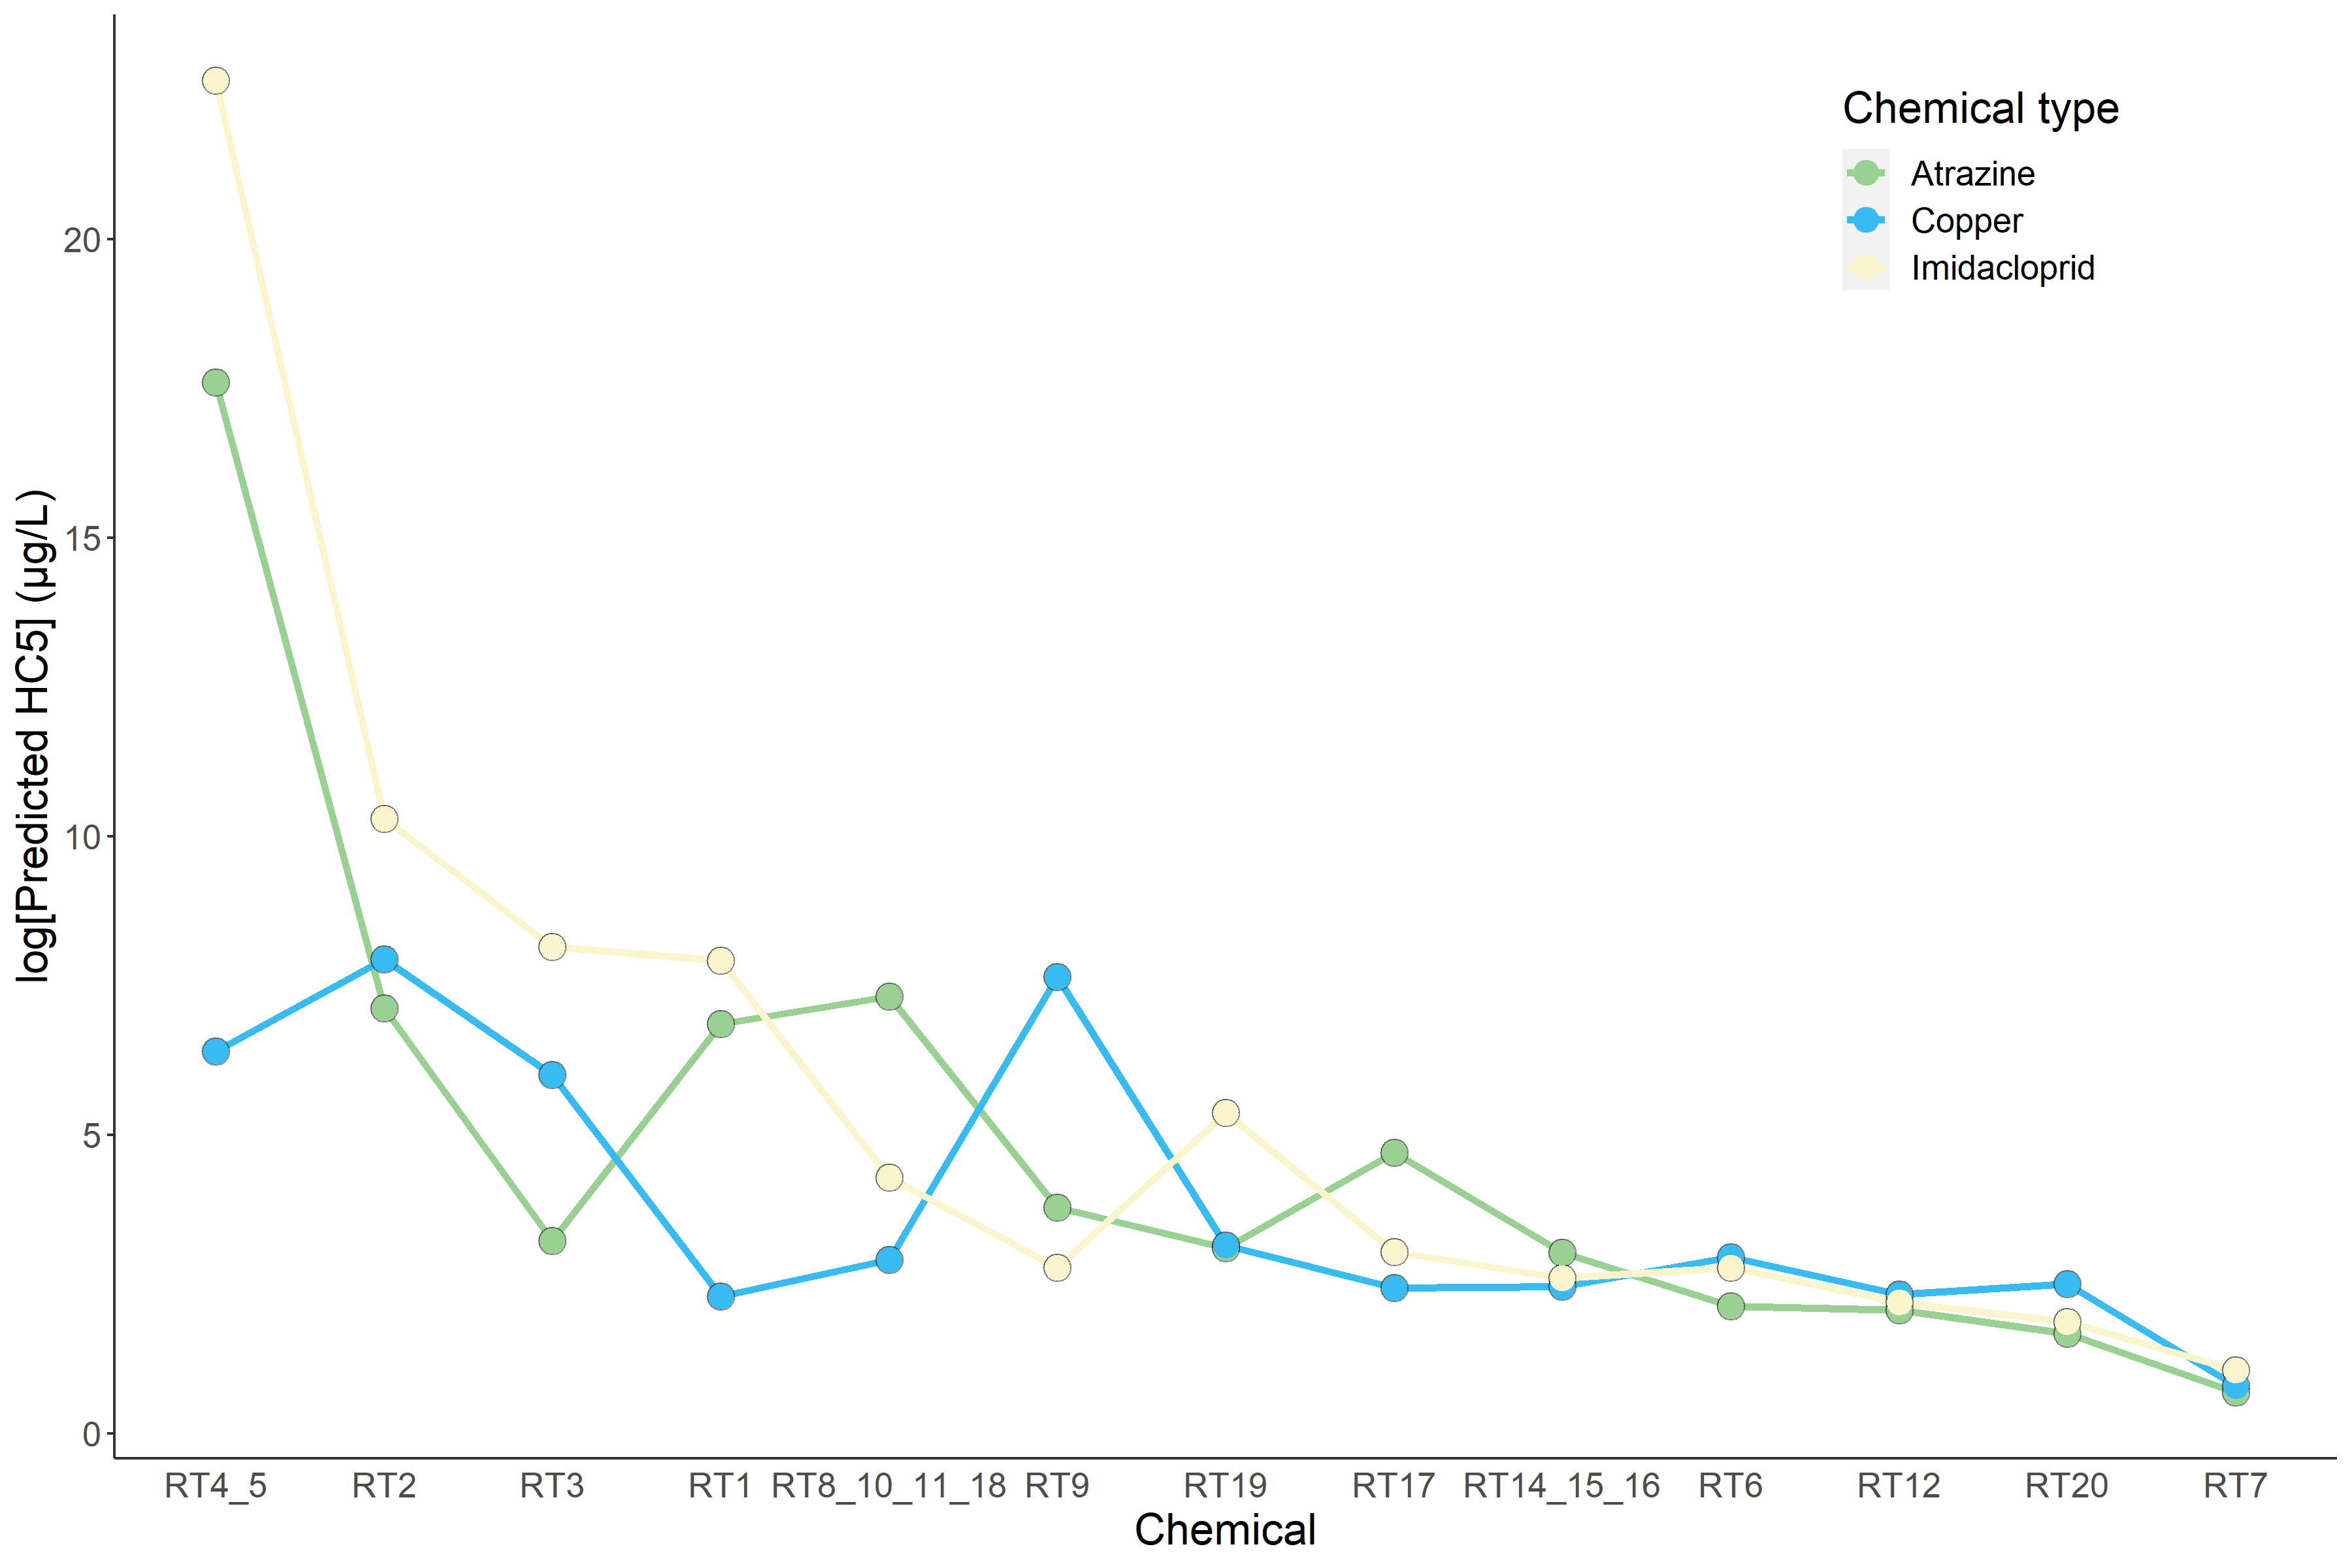 log[Predicted HC5] (µg/L)
20
15
10
5
0
Chemical type
Atrazine
Copper
Imidacloprid
RT4_5 RT2 RT3 RT1 RT8_10_11_18 RT9 RT19 RT17 RT14_15_16 RT6 RT12 RT20 RT7
Chemical